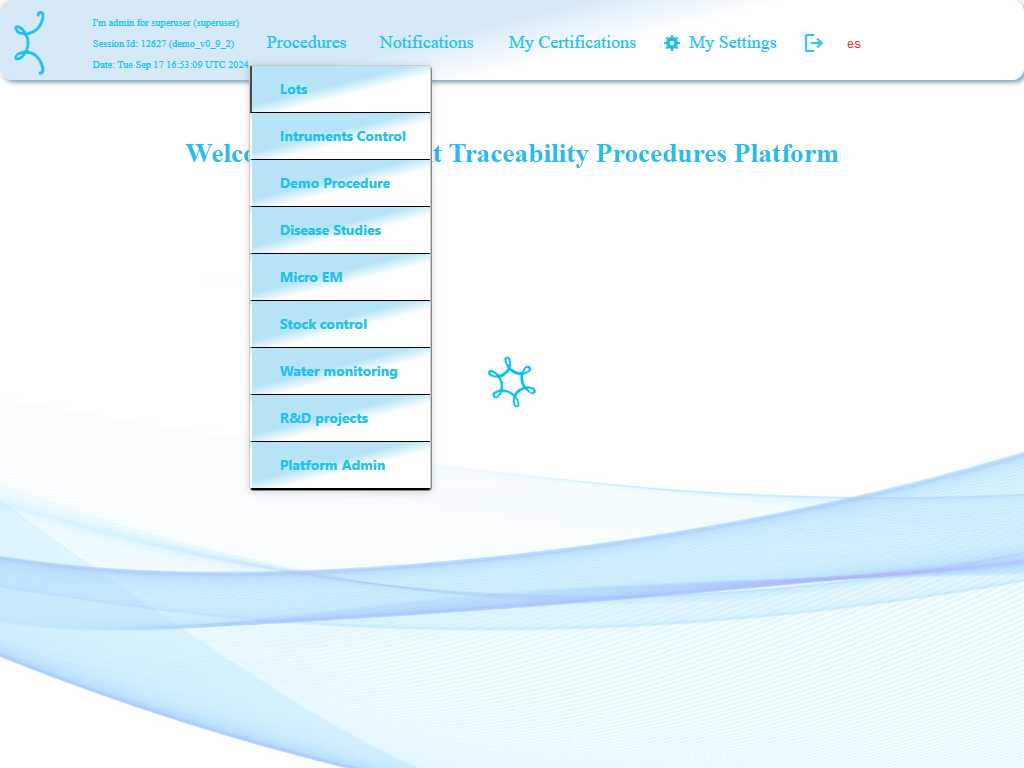 I'm admin for superuser (superuser)
Session Id: 12627 (demo_v0_9_2)
Date: Tue Sep 17 16:53:09 UTC 2024
Procedures
Notifications
My Certifications
My Settings
es
Lots
Intruments Control
Demo Procedure
Disease Studies
Micro EM
Stock control
Water monitoring
R&D projects
Platform Admin
Traceability Procedures Platform